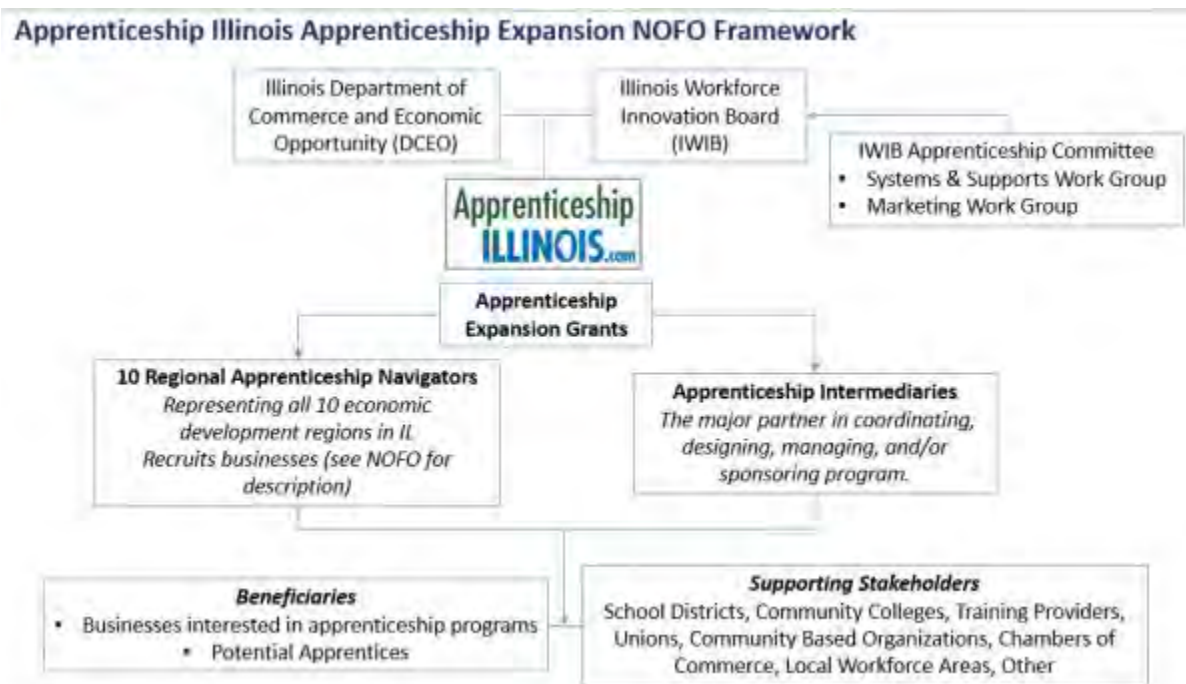 Apprenticeship Illinois Apprenticeship Expansion NOFO Framework
Illinois Department of
Commerce and Economic
Opportunity (DCEO)
Illinois Workforce
Innovation Board
(IWIB)
IWIB Apprenticeship Committee
• Systems & Supports Work Group
• Marketing Work Group
Apprenticeship
ILLINOIS.com
Apprenticeship
Expansion Grants
10 Regional Apprenticeship Navigators
Representing all 10 economic
development regions in IL
Recruits businesses (see NOFO for
description)
Apprenticeship Intermediaries
The major partner in coordinating,
designing, managing, and/or
sponsoring program.
Beneficiaries
• Businesses interested in apprenticeship programs
• Potential Apprentices
Supporting Stakeholders
School Districts, Community Colleges, Training Providers,
Unions, Community Based Organizations, Chambers of
Commerce, Local Workforce Areas, Other